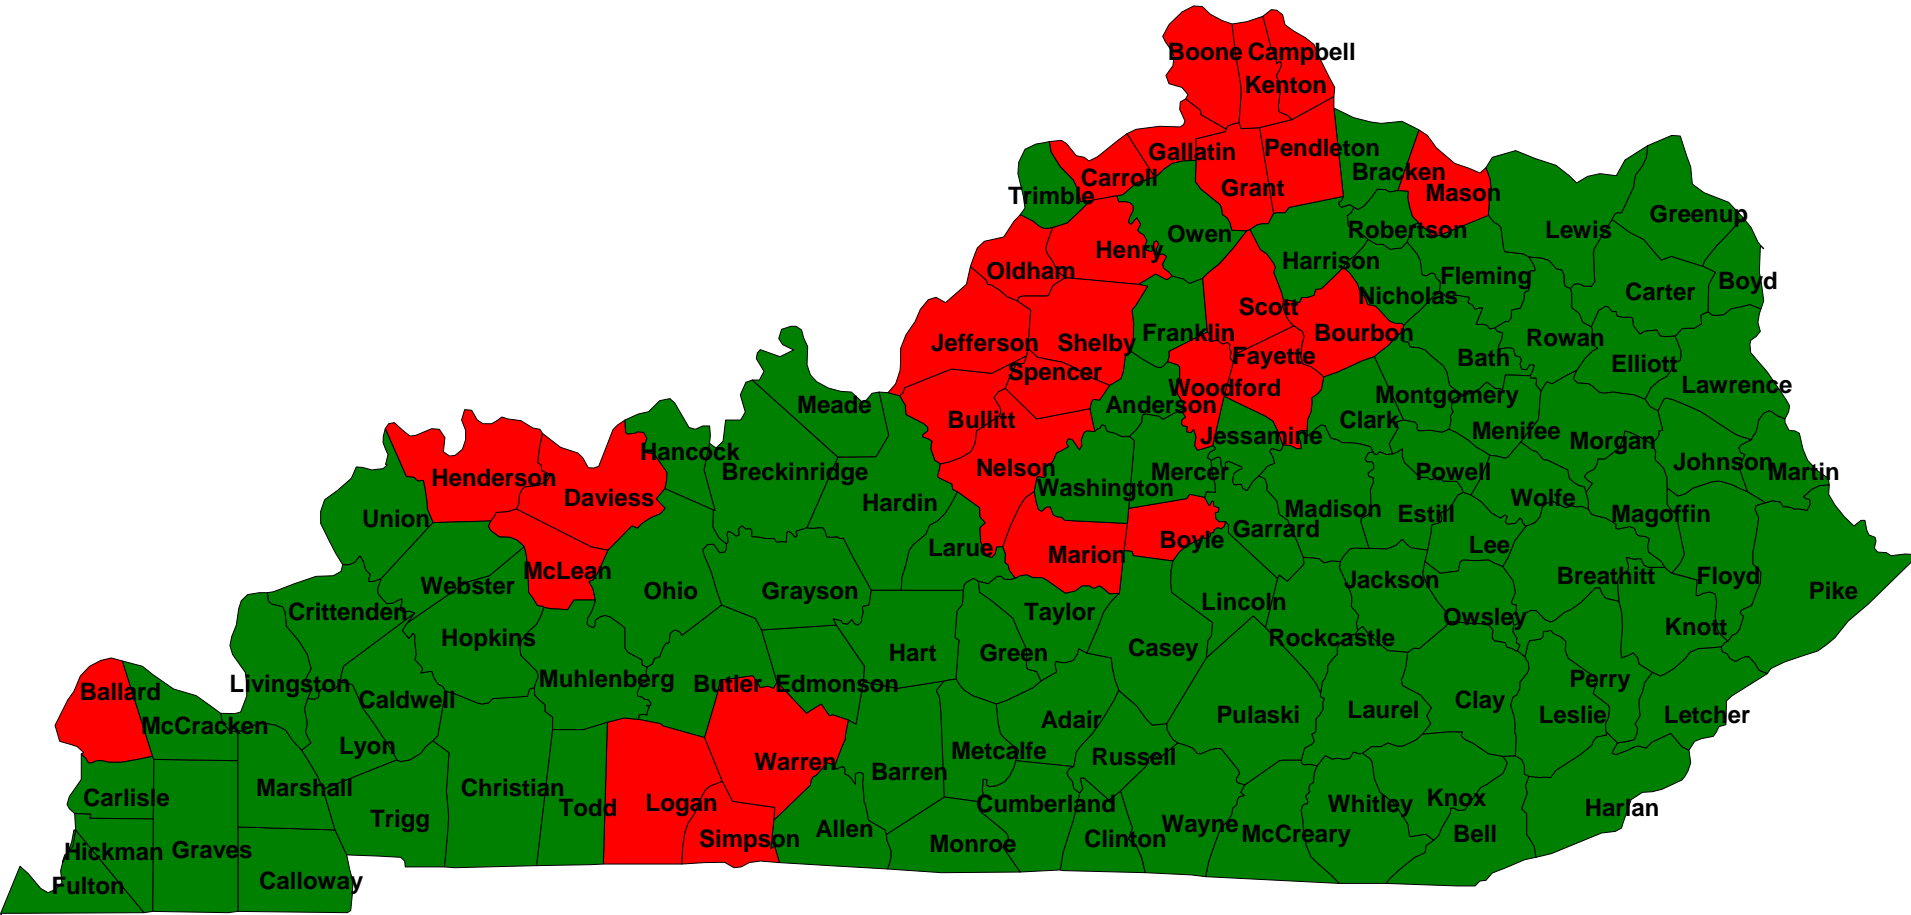 Boone
Campbell
Kenton
Gallatin
Pendleton
Carroll
Grant
Bracken
Mason
Trimble
Henry
Owen
Robertson
Lewis
Greenup
Oldham
Harrison
Fleming
Nicholas
Carter
Boyd
Scott
Jefferson
Shelby
Franklin
Bourbon
Rowan
Fayette
Bath
Elliott
Spencer
Woodford
Lawrence
Montgomery
Meade
Anderson
Bullitt
Clark
Jessamine
Menifee
Morgan
Hancock
Breckinridge
Nelson
Mercer
Powell
Johnson
Martin
Henderson
Daviess
Washington
Hardin
Wolfe
Union
Madison
Estill
Magoffin
Garrard
Larue
Marion
Boyle
Lee
McLean
Webster
Ohio
Grayson
Jackson
Breathitt
Floyd
Pike
Crittenden
Taylor
Lincoln
Owsley
Hopkins
Rockcastle
Knott
Hart
Green
Casey
Livingston
Muhlenberg
Butler
Edmonson
Perry
Ballard
Caldwell
Clay
McCracken
Adair
Pulaski
Laurel
Leslie
Letcher
Lyon
Metcalfe
Russell
Warren
Barren
Marshall
Christian
Carlisle
Todd
Logan
Cumberland
Whitley
Knox
Harlan
Trigg
Simpson
Allen
Monroe
Clinton
Wayne
McCreary
Bell
Hickman
Graves
Fulton
Calloway